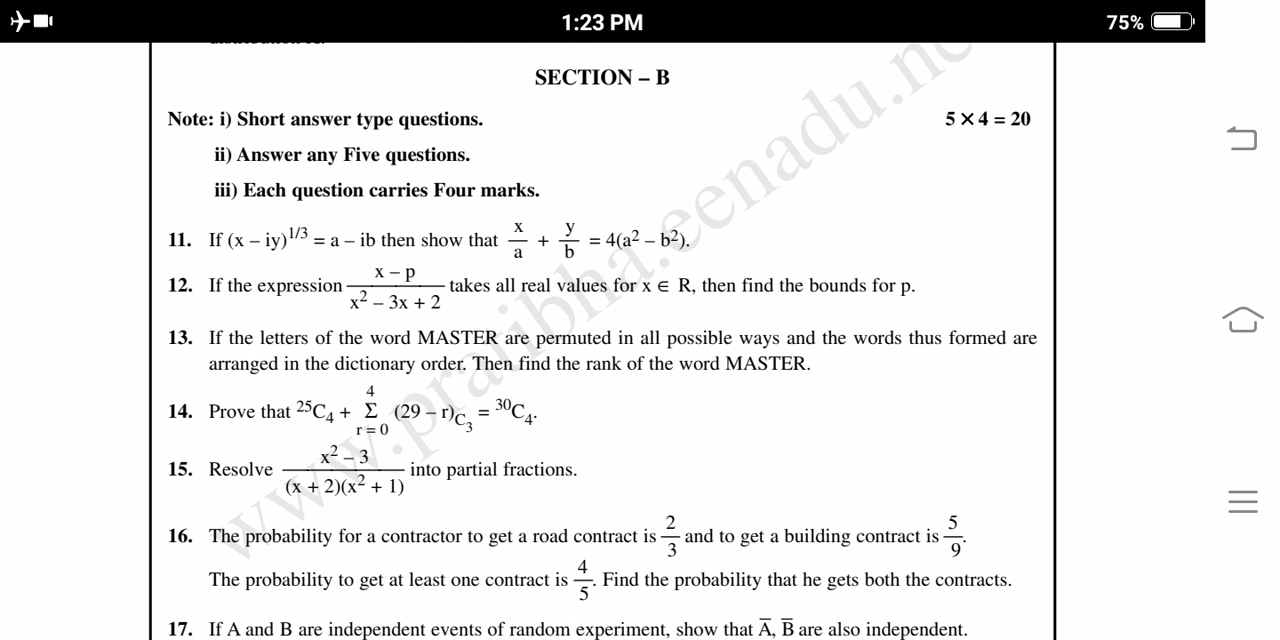 1:23 PM
75%
SECTION – B
Note: i) Short answer type questions. 5 × 4 = 20
ii) Answer any Five questions.
iii) Each question carries Four marks.
11. If (x – iy)^1/3 = a – ib then show that x/a + y/b = 4(a² – b²).
12. If the expression (x – p)/(x² – 3x + 2) takes all real values for x ∈ R, then find the bounds for p.
13. If the letters of the word MASTER are permuted in all possible ways and the words thus formed are
arranged in the dictionary order. Then find the rank of the word MASTER.
14. Prove that ²⁵C₄ + Σ_{r = 0}^{4} (29 – r)_C₃ = ³⁰C₄.
15. Resolve (x² – 3)/((x + 2)(x² + 1)) into partial fractions.
16. The probability for a contractor to get a road contract is 2/3 and to get a building contract is 5/9.
The probability to get at least one contract is 4/5. Find the probability that he gets both the contracts.
17. If A and B are independent events of random experiment, show that A̅, B̅ are also independent.
www.pratibha.eenadu.ne